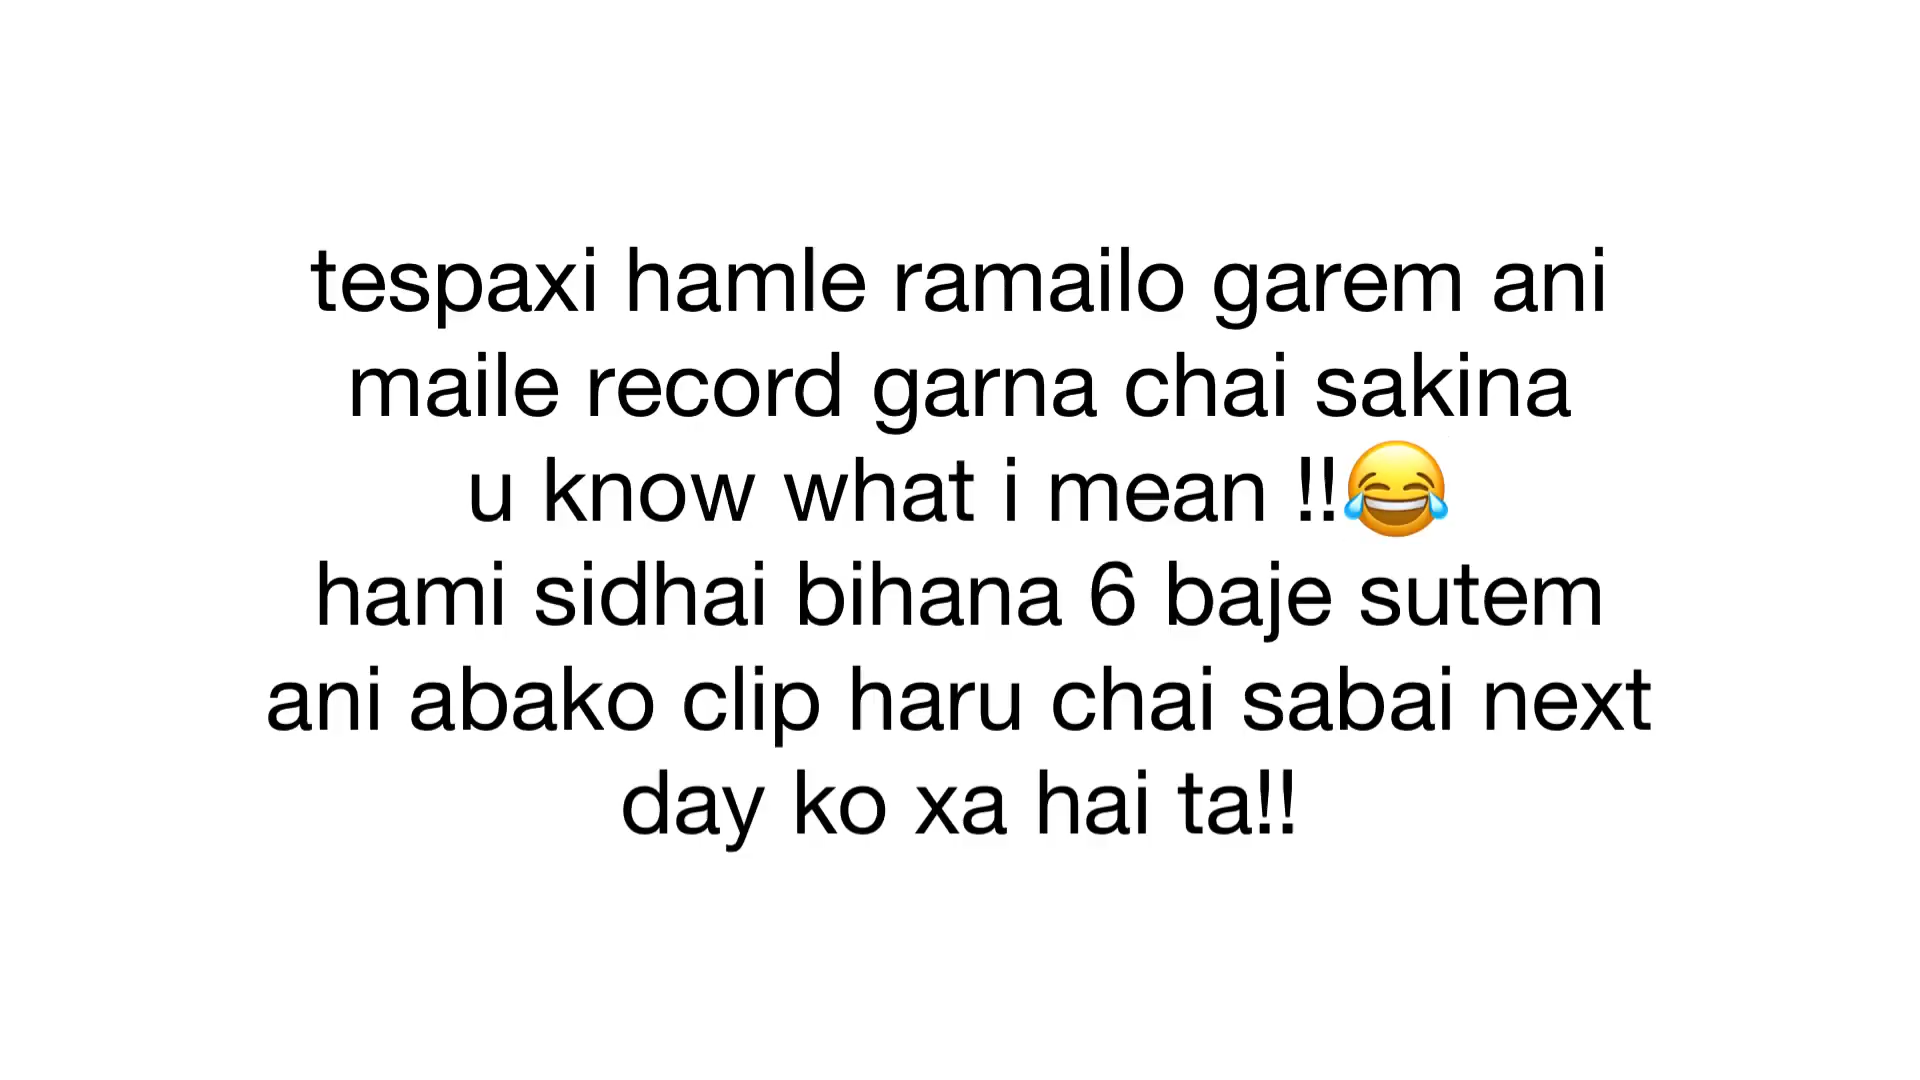 tespaxi hamle ramailo garem ani
maile record garna chai sakina
u know what i mean !!😂
hami sidhai bihana 6 baje sutem
ani abako clip haru chai sabai next
day ko xa hai ta!!